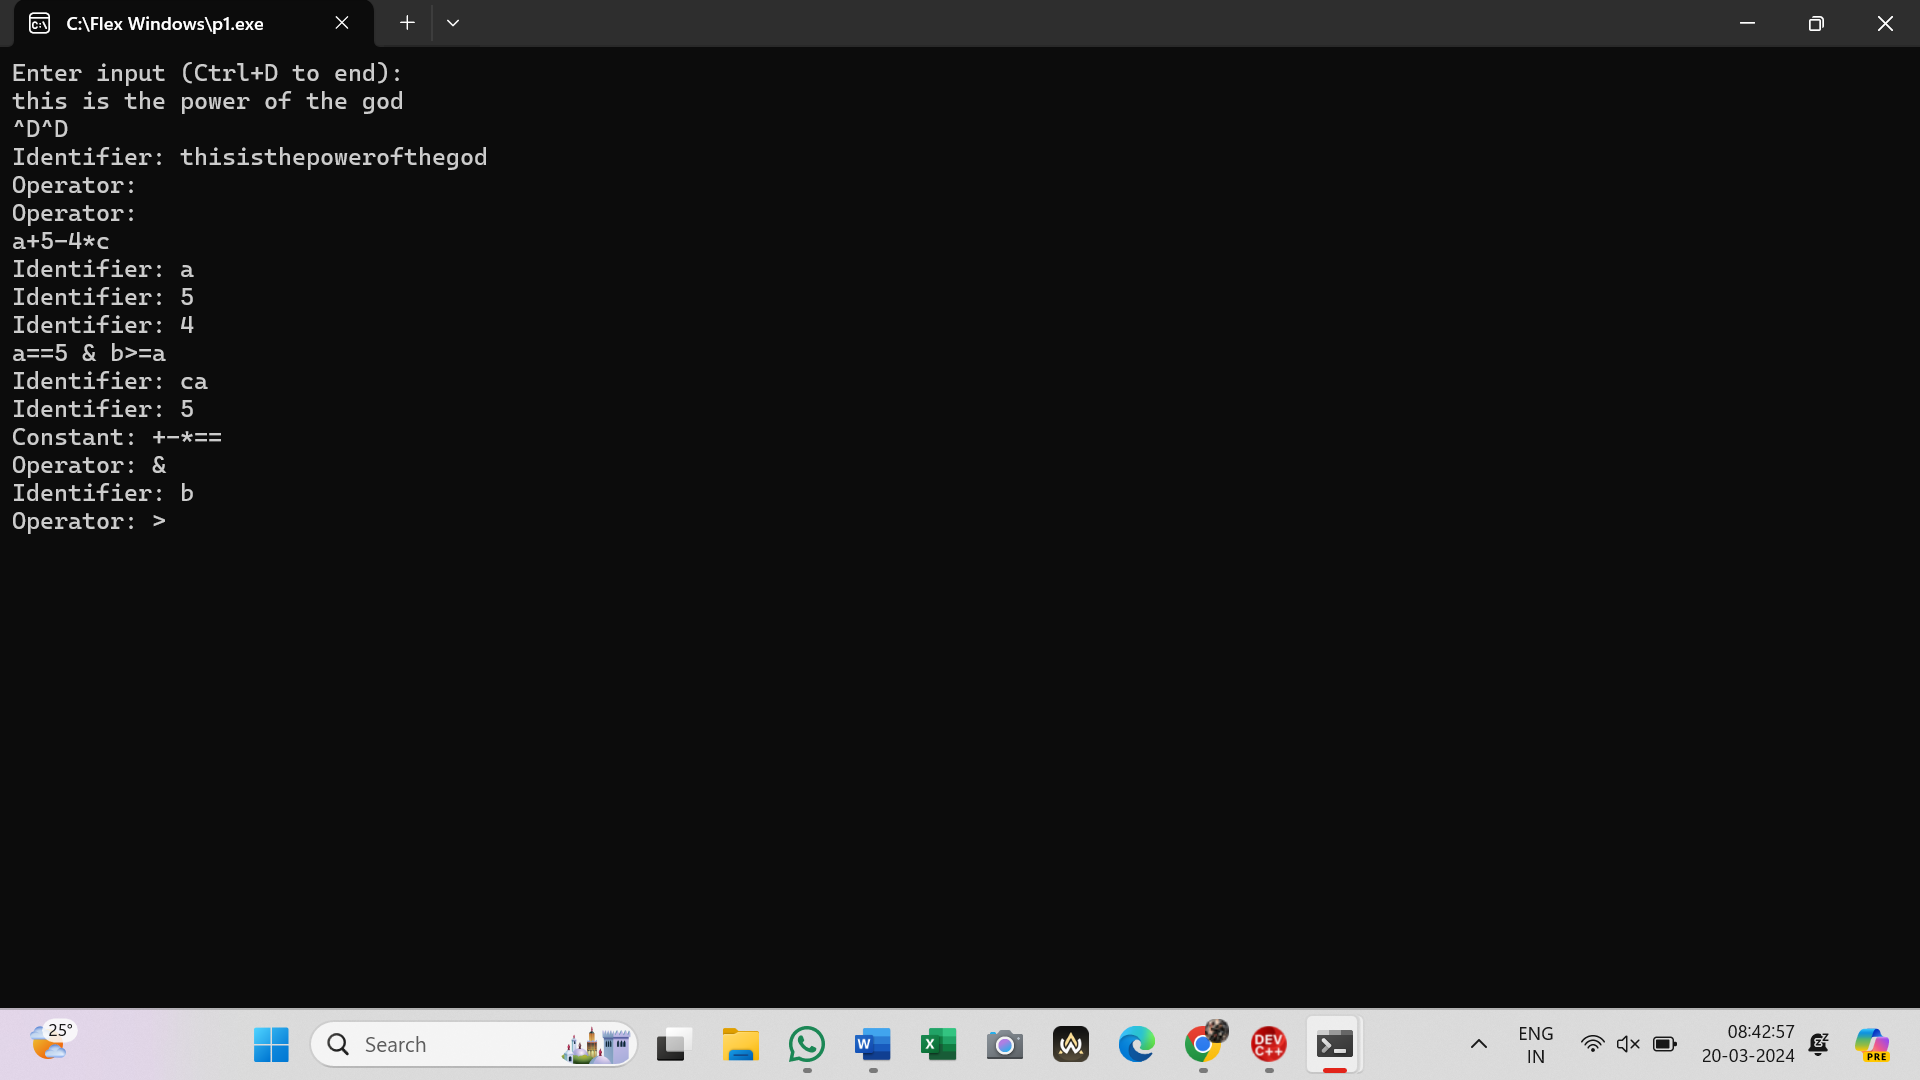 C:\Flex Windows\p1.exe
Enter input (Ctrl+D to end):
this is the power of the god
^D^D
Identifier: thisisthepowerofthegod
Operator:
Operator:
a+5-4*c
Identifier: a
Identifier: 5
Identifier: 4
a==5 & b>=a
Identifier: ca
Identifier: 5
Constant: +-*==
Operator: &
Identifier: b
Operator: >
25°
Search
W
X
DEV
C++
ENG
IN
08:42:57
20-03-2024
PRE